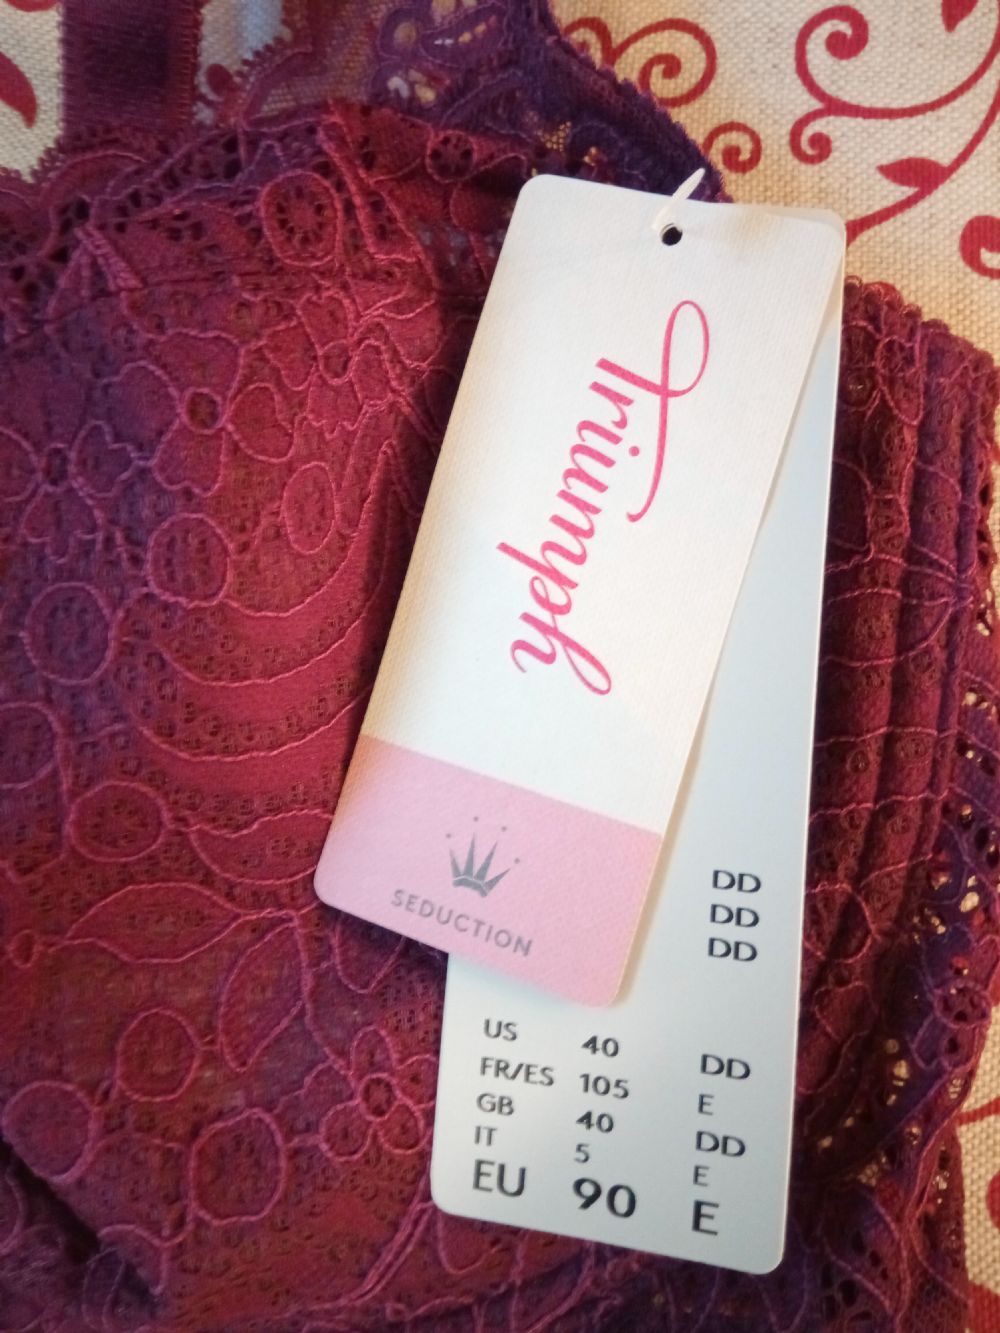 Triumph
SEDUCTION
DD
DD
DD
US 40 DD
FR/ES 105 E
GB 40 DD
IT 5 E
EU 90 E